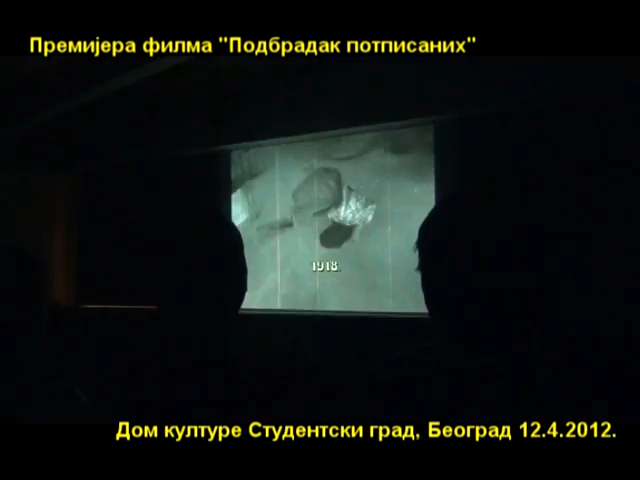 Премијера филма "Подбрадак потписаних"
1918.
Дом културе Студентски град, Београд 12.4.2012.